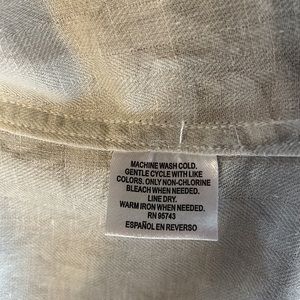 MACHINE WASH COLD.
GENTLE CYCLE WITH LIKE
COLORS. ONLY NON-CHLORINE
BLEACH WHEN NEEDED.
LINE DRY.
WARM IRON WHEN NEEDED.
RN 95743
ESPAÑOL EN REVERSO